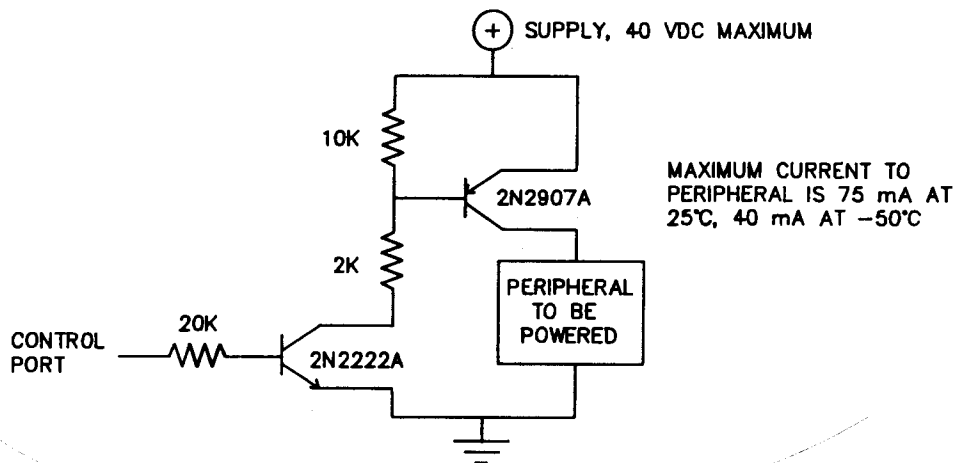 +
SUPPLY, 40 VDC MAXIMUM
10K
2N2907A
MAXIMUM CURRENT TO
PERIPHERAL IS 75 mA AT
25°C, 40 mA AT -50°C
2K
PERIPHERAL
TO BE
POWERED
CONTROL
PORT
20K
2N2222A